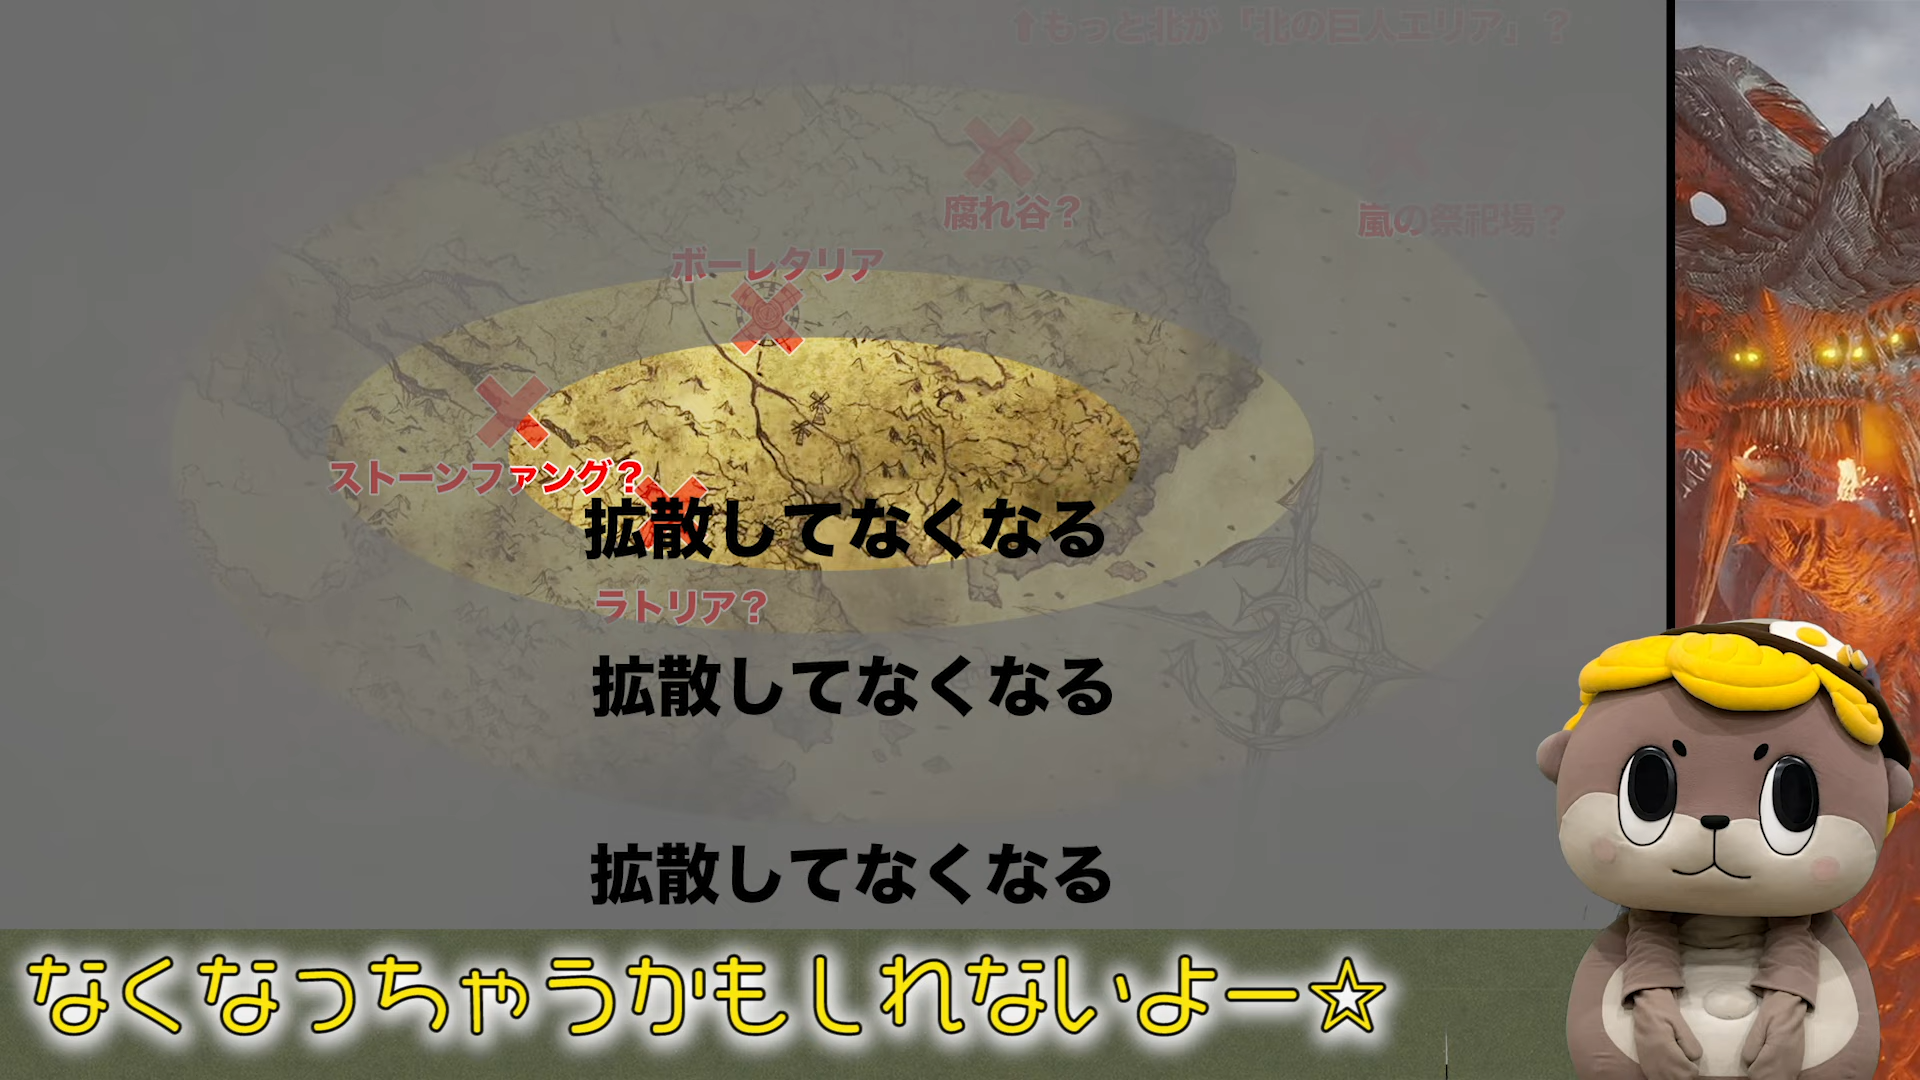 ↑もっと北が「北の巨人エリア」？
腐れ谷？
嵐の祭祀場？
ボーレタリア
ストーンファング？
拡散してなくなる
ラトリア？
拡散してなくなる
拡散してなくなる
なくなっちゃうかもしれないよー☆